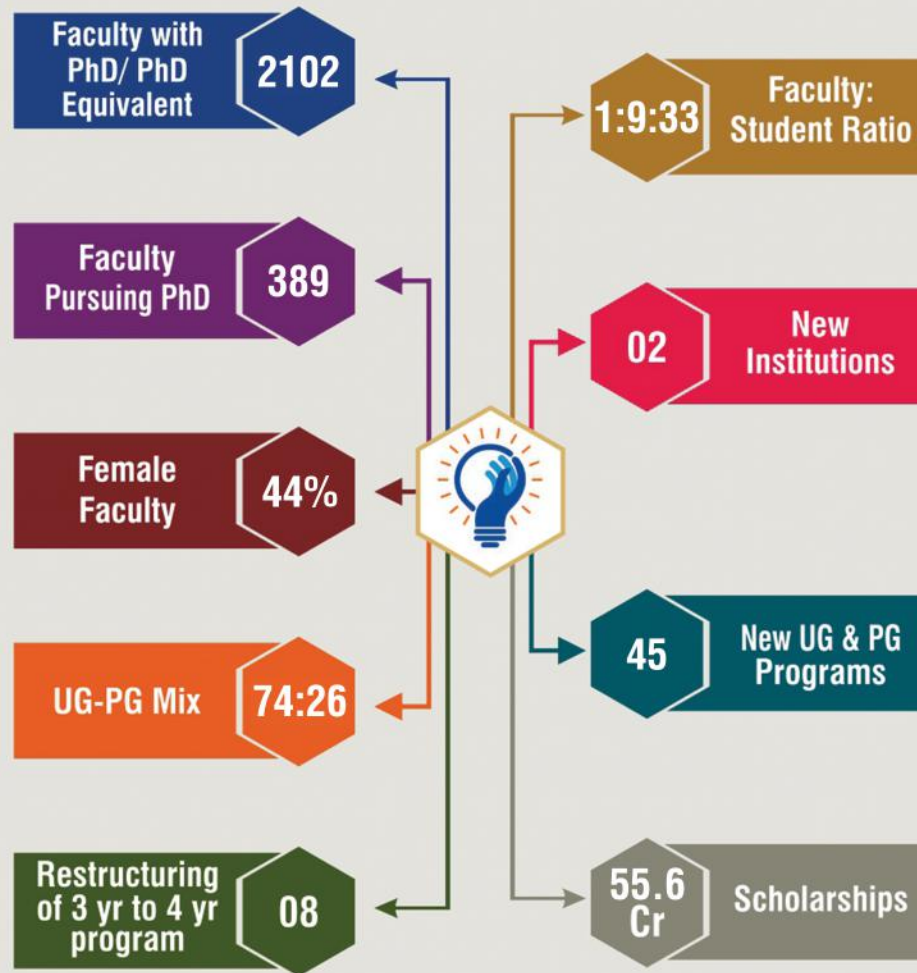 Faculty with
PhD/ PhD
Equivalent
2102
Faculty
Pursuing PhD
389
Female
Faculty
44%
UG-PG Mix
74:26
Restructuring
of 3 yr to 4 yr
program
08
1:9:33
Faculty:
Student Ratio
02
New
Institutions
45
New UG & PG
Programs
55.6
Cr
Scholarships